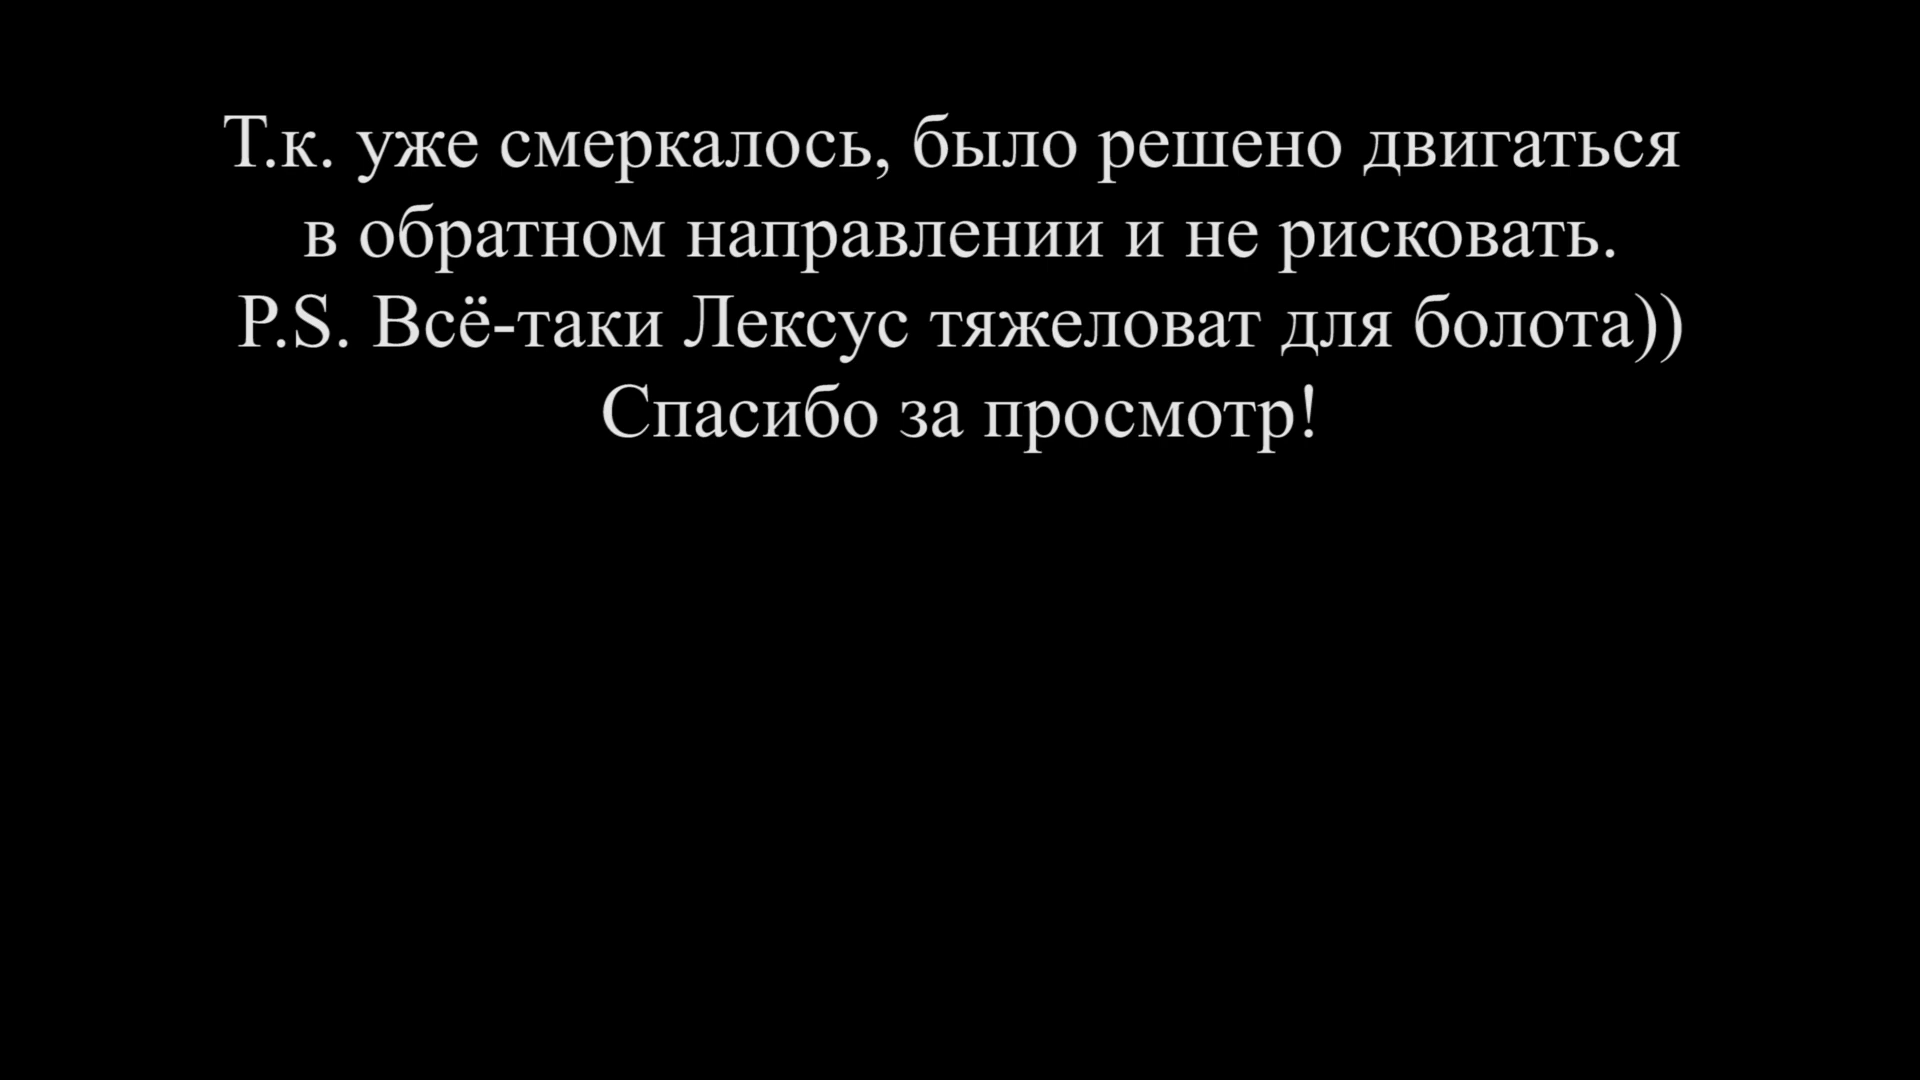 Т.к. уже смеркалось, было решено двигаться
в обратном направлении и не рисковать.
P.S. Всё-таки Лексус тяжеловат для болота))
Спасибо за просмотр!